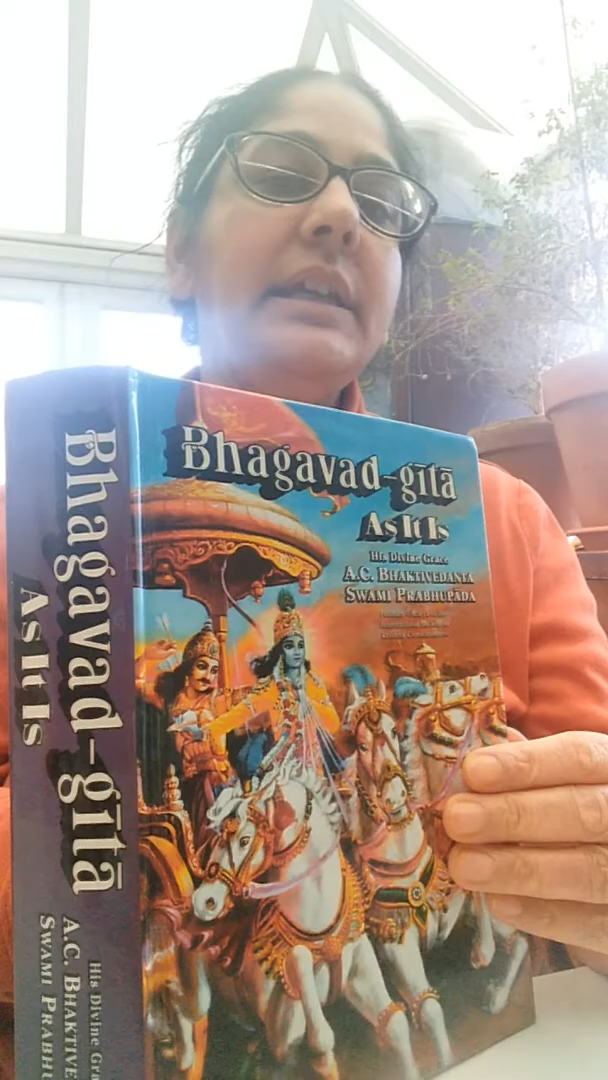 Bhagavad-gītā
As It Is
His Divine Grace
A.C. BHAKTIVEDANTA
SWAMI PRABHUPĀDA
Bhagavad-gītā
As It Is
His Divine Gra
A.C. BHAKTIVE
SWAMI PRABHU